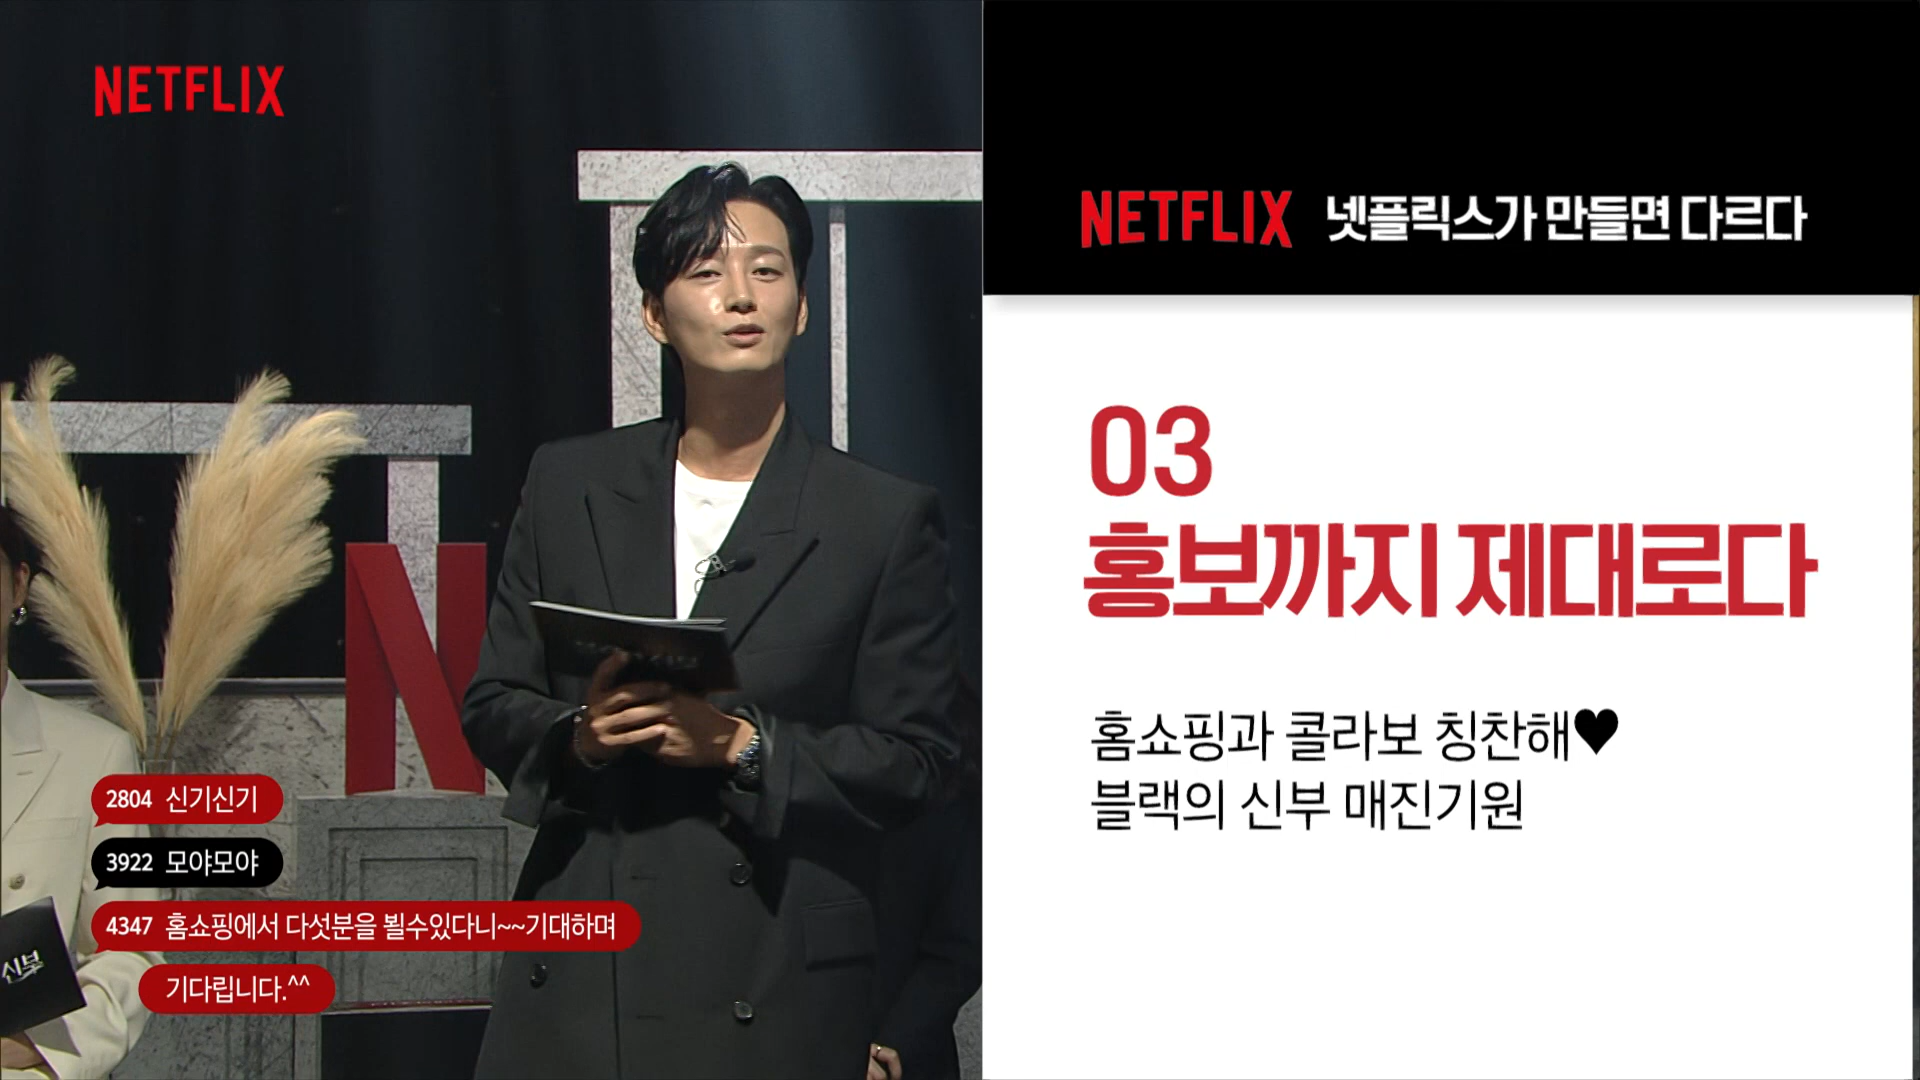 NETFLIX
NETFLIX 넷플릭스가 만들면 다르다
03
홍보까지 제대로다
홈쇼핑과 콜라보 칭찬해♥
블랙의 신부 매진기원
N
2804 신기신기
3922 모야모야
4347 홈쇼핑에서 다섯분을 뵐수있다니~~기대하며
기다립니다.^^
신부